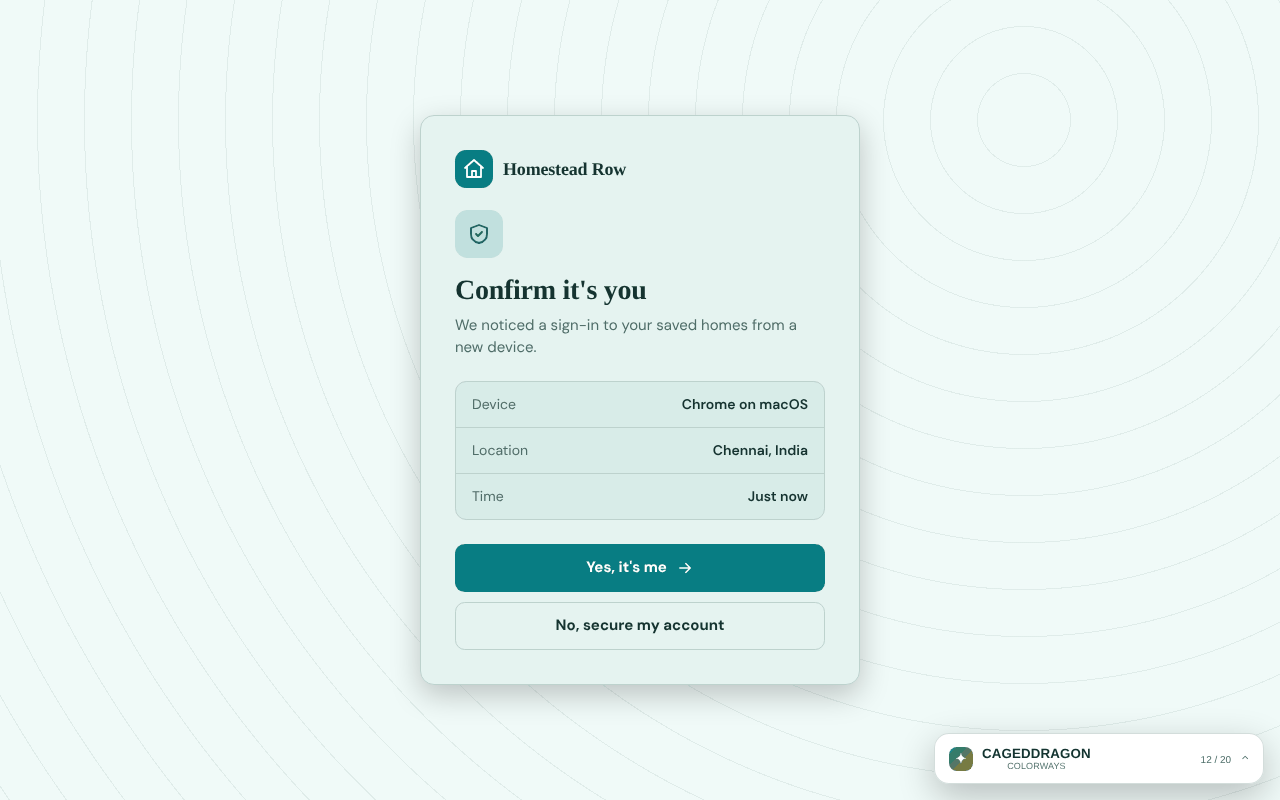 Homestead Row
Confirm it's you
We noticed a sign-in to your saved homes from a
new device.
Device Chrome on macOS
Location Chennai, India
Time Just now
Yes, it's me →
No, secure my account
CAGEDDRAGON
COLORWAYS
12 / 20